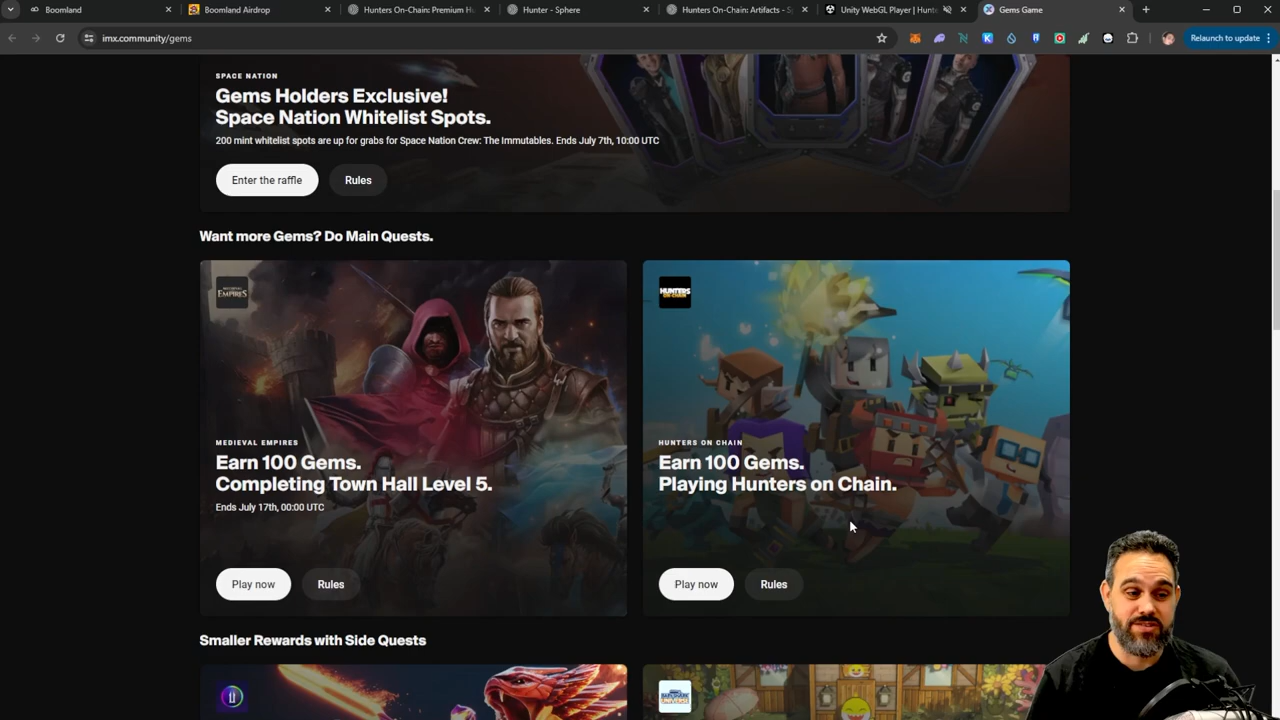 Boomland
Boomland Airdrop
Hunters On-Chain: Premium H
Hunter - Sphere
Hunters On-Chain: Artifacts - S
Unity WebGL Player | Hunte
Gems Game
imx.community/gems
Relaunch to update
SPACE NATION
Gems Holders Exclusive!
Space Nation Whitelist Spots.
200 mint whitelist spots are up for grabs for Space Nation Crew: The Immutables. Ends July 7th, 10:00 UTC
Enter the raffle
Rules
Want more Gems? Do Main Quests.
EMPIRES
HUNTERS
ON-CHAIN
MEDIEVAL EMPIRES
Earn 100 Gems.
Completing Town Hall Level 5.
Ends July 17th, 00:00 UTC
Play now
Rules
HUNTERS ON CHAIN
Earn 100 Gems.
Playing Hunters on Chain.
Play now
Rules
Smaller Rewards with Side Quests
UNIVERSE